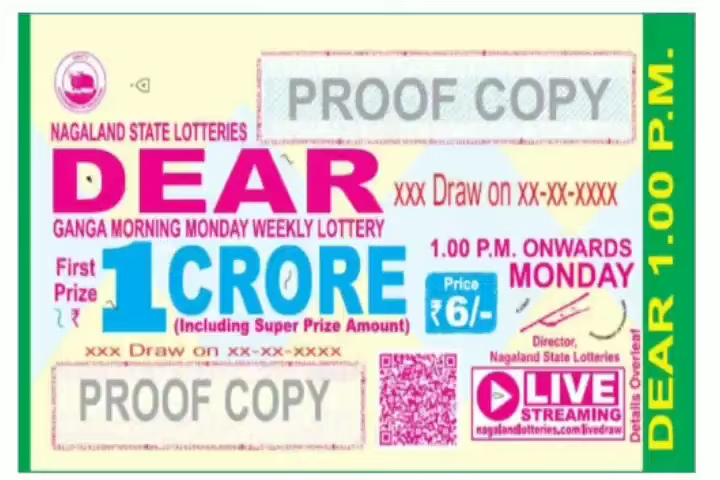 PROOF COPY
NAGALAND STATE LOTTERIES
DEAR
xxx Draw on xx-xx-xxxx
GANGA MORNING MONDAY WEEKLY LOTTERY
First Prize ₹ 1 CRORE
(Including Super Prize Amount)
1.00 P.M. ONWARDS
MONDAY
Price
₹6/-
xxx Draw on xx-xx-xxxx
PROOF COPY
Director,
Nagaland State Lotteries
LIVE
STREAMING
nagalandlotteries.com/livedraw
Details Overleaf
DEAR 1.00 P.M.